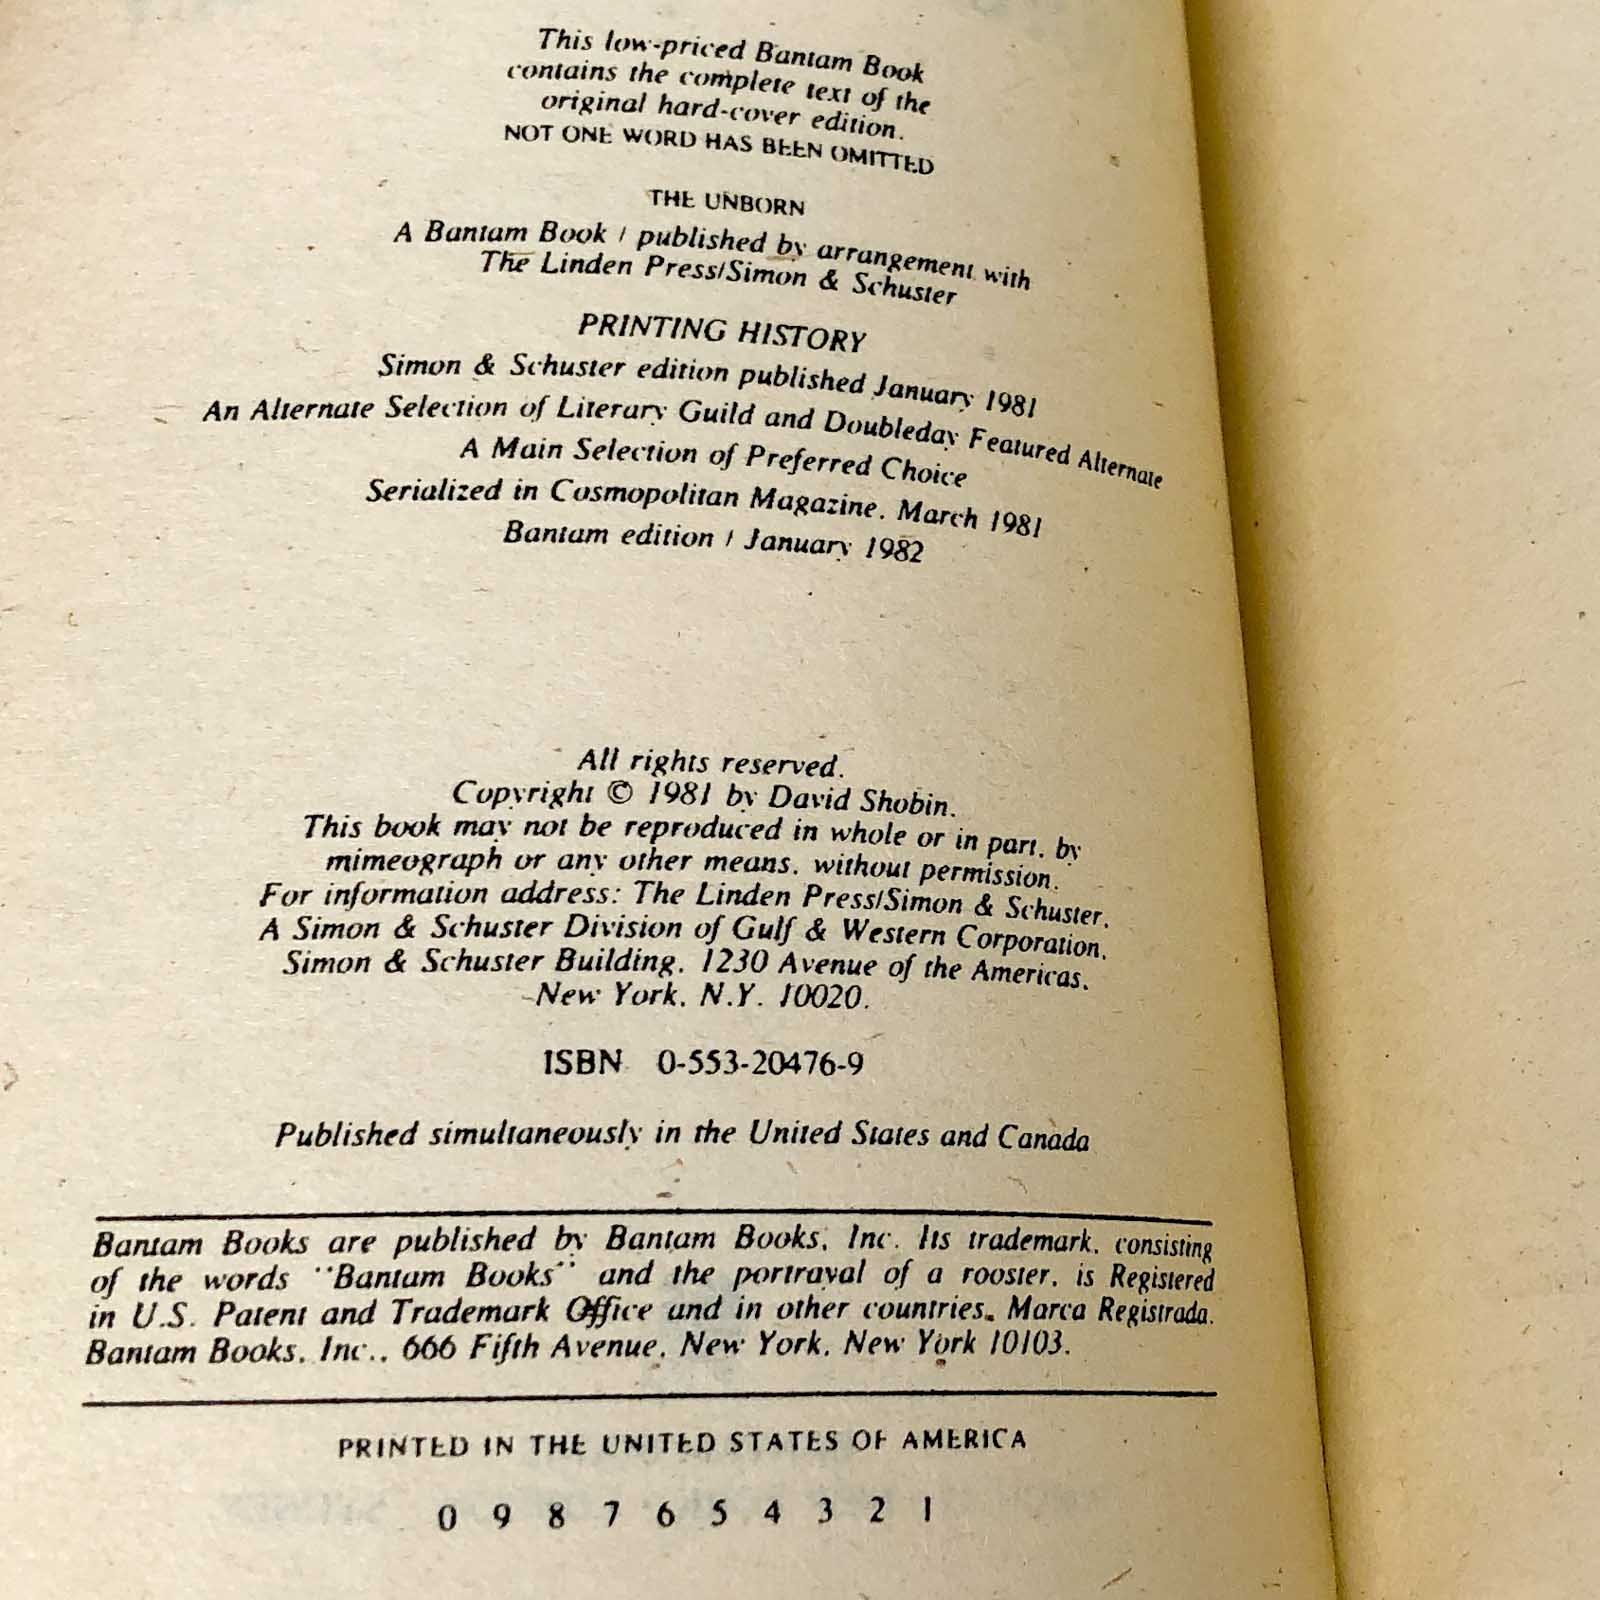 This low-priced Bantam Book
contains the complete text of the
original hard-cover edition.
NOT ONE WORD HAS BEEN OMITTED
THE UNBORN
A Bantam Book / published by arrangement with
The Linden Press/Simon & Schuster
PRINTING HISTORY
Simon & Schuster edition published January 1981
An Alternate Selection of Literary Guild and Doubleday Featured Alternate
A Main Selection of Preferred Choice
Serialized in Cosmopolitan Magazine, March 1981
Bantam edition / January 1982
All rights reserved.
Copyright © 1981 by David Shobin.
This book may not be reproduced in whole or in part, by
mimeograph or any other means, without permission.
For information address: The Linden Press/Simon & Schuster,
A Simon & Schuster Division of Gulf & Western Corporation,
Simon & Schuster Building, 1230 Avenue of the Americas,
New York, N.Y. 10020.
ISBN 0-553-20476-9
Published simultaneously in the United States and Canada
Bantam Books are published by Bantam Books, Inc. Its trademark, consisting
of the words "Bantam Books" and the portrayal of a rooster, is Registered
in U.S. Patent and Trademark Office and in other countries. Marca Registrada.
Bantam Books, Inc., 666 Fifth Avenue, New York, New York 10103.
PRINTED IN THE UNITED STATES OF AMERICA
0 9 8 7 6 5 4 3 2 1